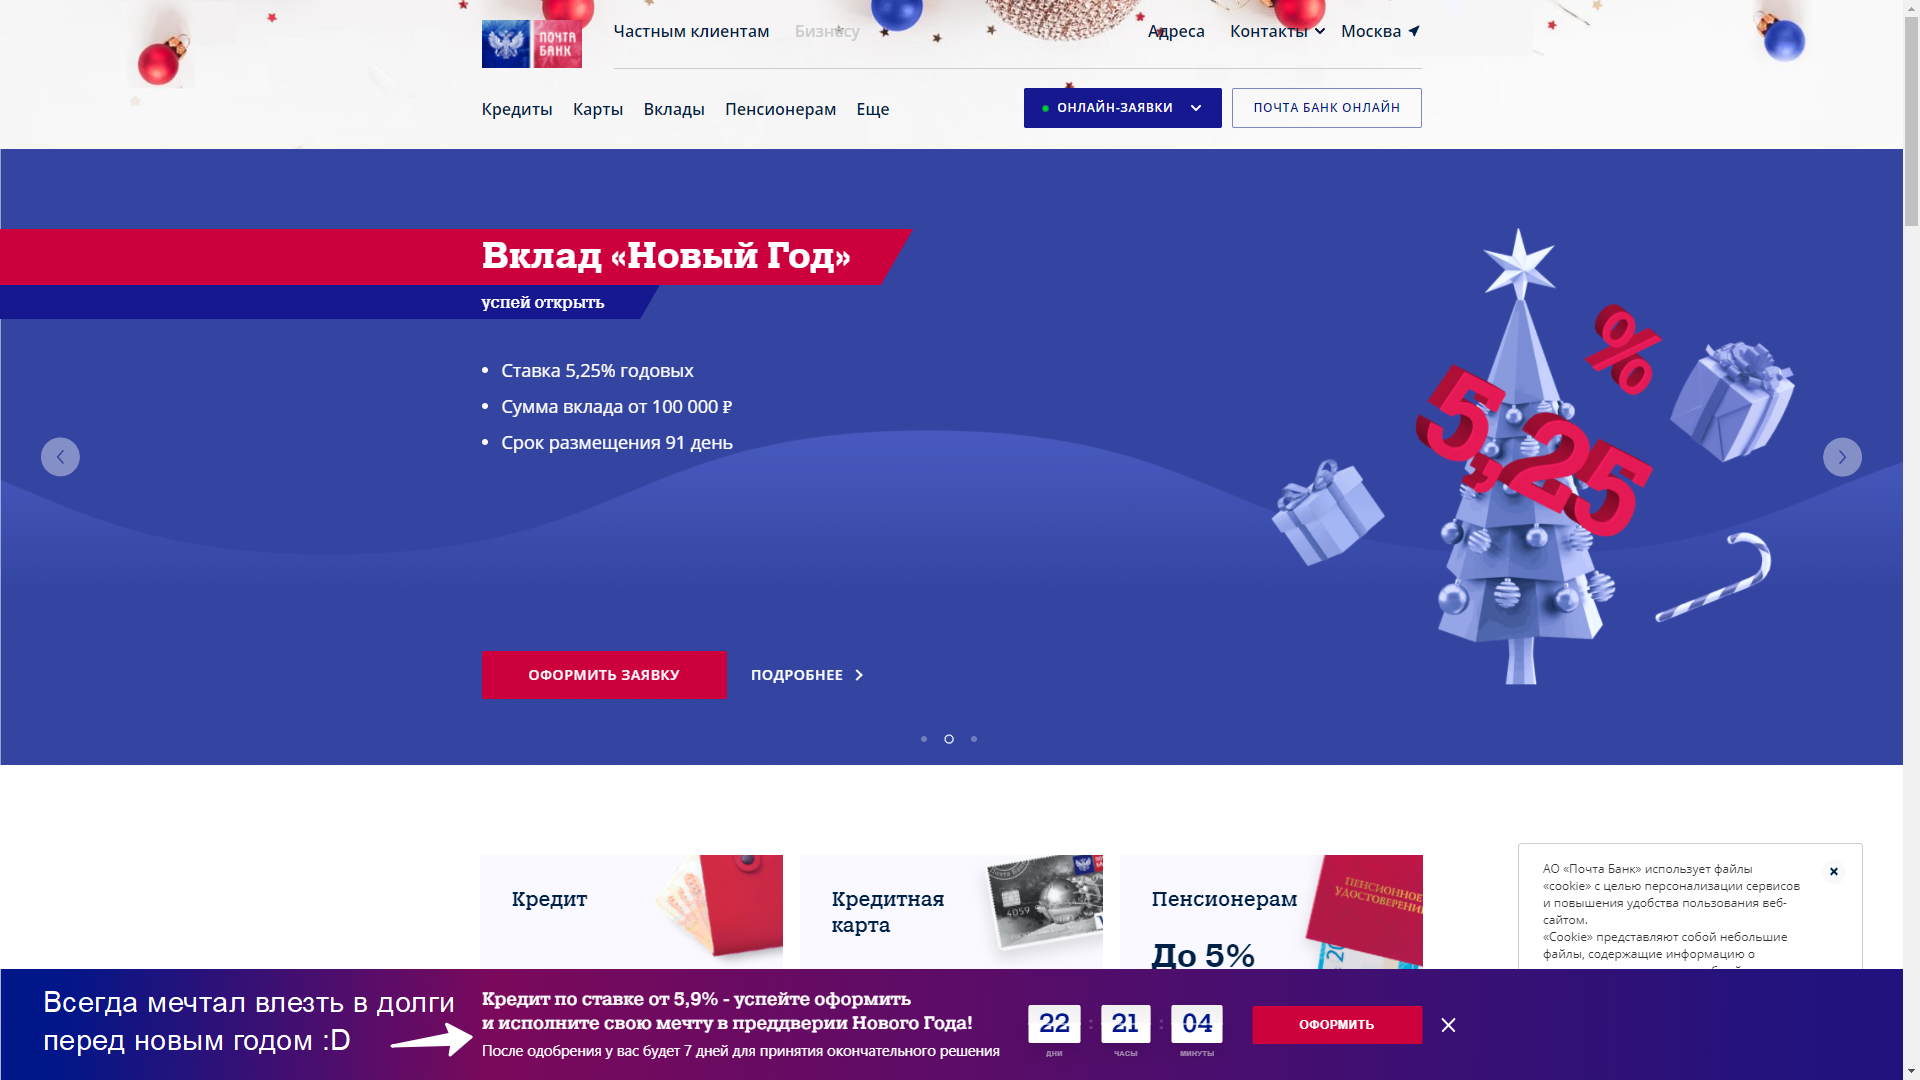 ПОЧТА БАНК
Частным клиентам
Бизнесу
Адреса
Контакты
Москва
Кредиты
Карты
Вклады
Пенсионерам
Еще
ОНЛАЙН-ЗАЯВКИ
ПОЧТА БАНК ОНЛАЙН
Вклад «Новый Год»
успей открыть
Ставка 5,25% годовых
Сумма вклада от 100 000 ₽
Срок размещения 91 день
5,25 %
ОФОРМИТЬ ЗАЯВКУ
ПОДРОБНЕЕ
Кредит
Кредитная
карта
4059
Пенсионерам
До 5%
ПЕНСИОННОЕ
УДОСТОВЕРЕНИЕ
АО «Почта Банк» использует файлы
«cookie» с целью персонализации сервисов
и повышения удобства пользования веб-
сайтом.
«Cookie» представляют собой небольшие
файлы, содержащие информацию о
Всегда мечтал влезть в долги
перед новым годом :D
Кредит по ставке от 5,9% - успейте оформить
и исполните свою мечту в преддверии Нового Года!
После одобрения у вас будет 7 дней для принятия окончательного решения
22 : 21 : 04
ДНИ ЧАСЫ МИНУТЫ
ОФОРМИТЬ